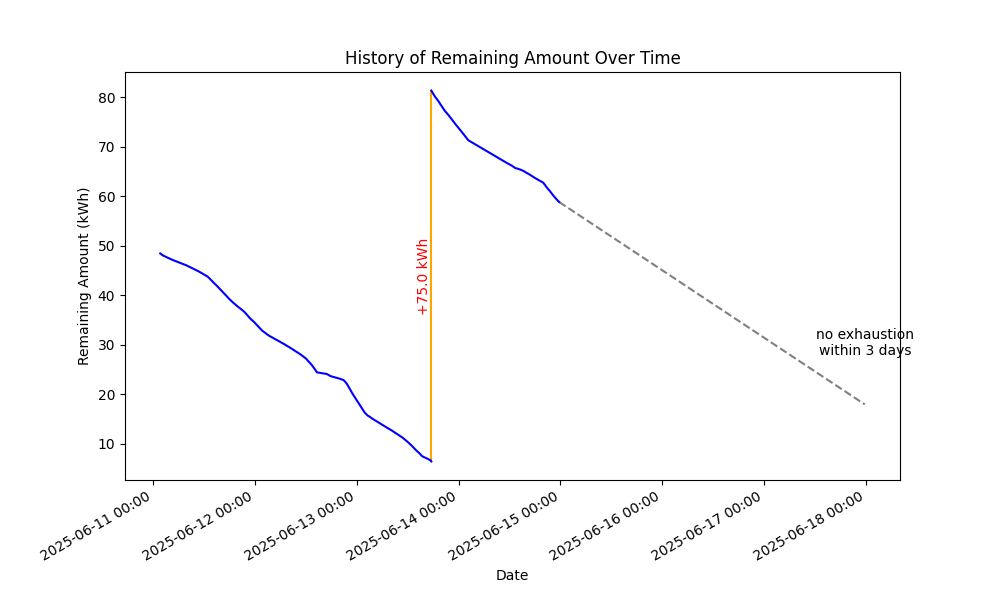 History of Remaining Amount Over Time
Remaining Amount (kWh)
80
70
60
50
40
30
20
10
+75.0 kWh
no exhaustion
within 3 days
2025-06-11 00:00
2025-06-12 00:00
2025-06-13 00:00
2025-06-14 00:00
2025-06-15 00:00
2025-06-16 00:00
2025-06-17 00:00
2025-06-18 00:00
Date